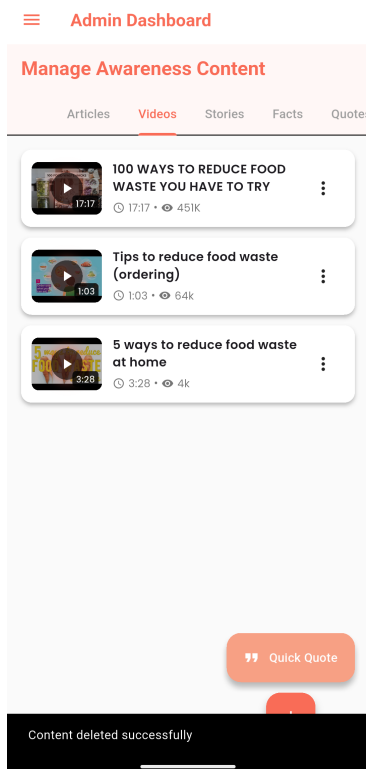 Admin Dashboard
Manage Awareness Content
Articles Videos Stories Facts Quotes
100 WAYS TO REDUCE FOOD
WASTE YOU HAVE TO TRY
17:17
17:17 • 451K
Tips to reduce food waste
(ordering)
1:03
1:03 • 64k
5 ways to reduce food waste
at home
3:28
3:28 • 4k
Quick Quote
Content deleted successfully